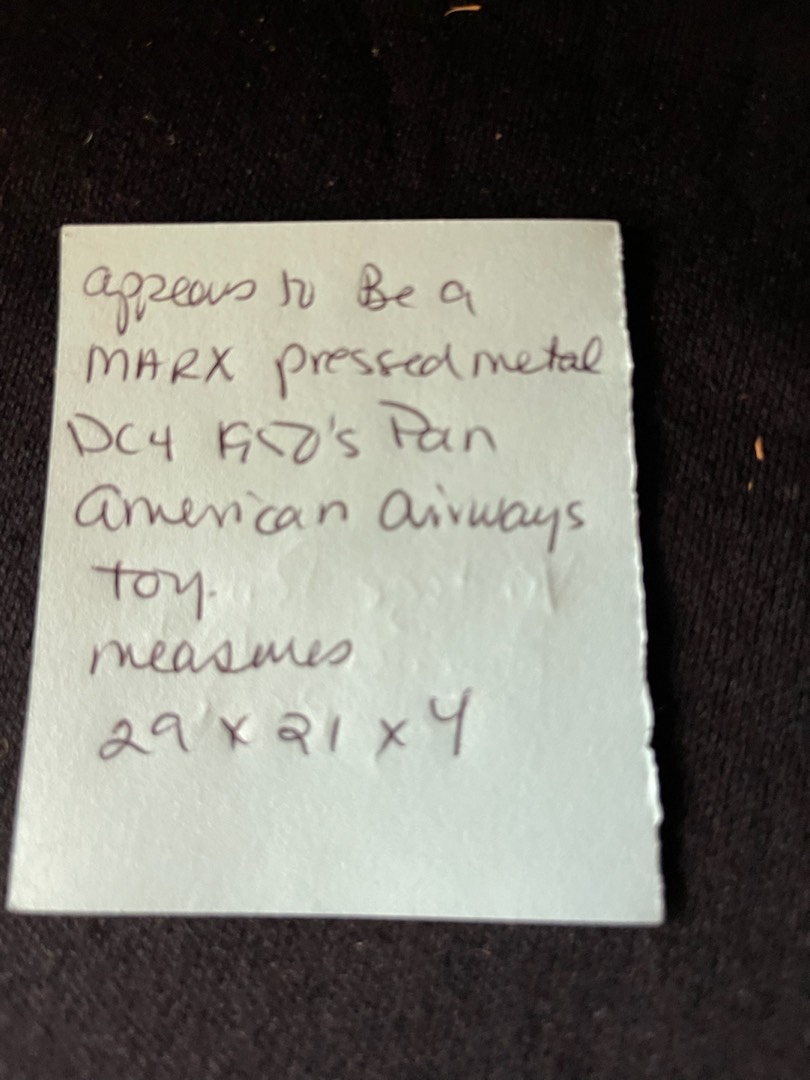 appears to Be a
MARX pressed metal
DC4 1950's Pan
american airways
toy.
measures
29 x 21 x 4